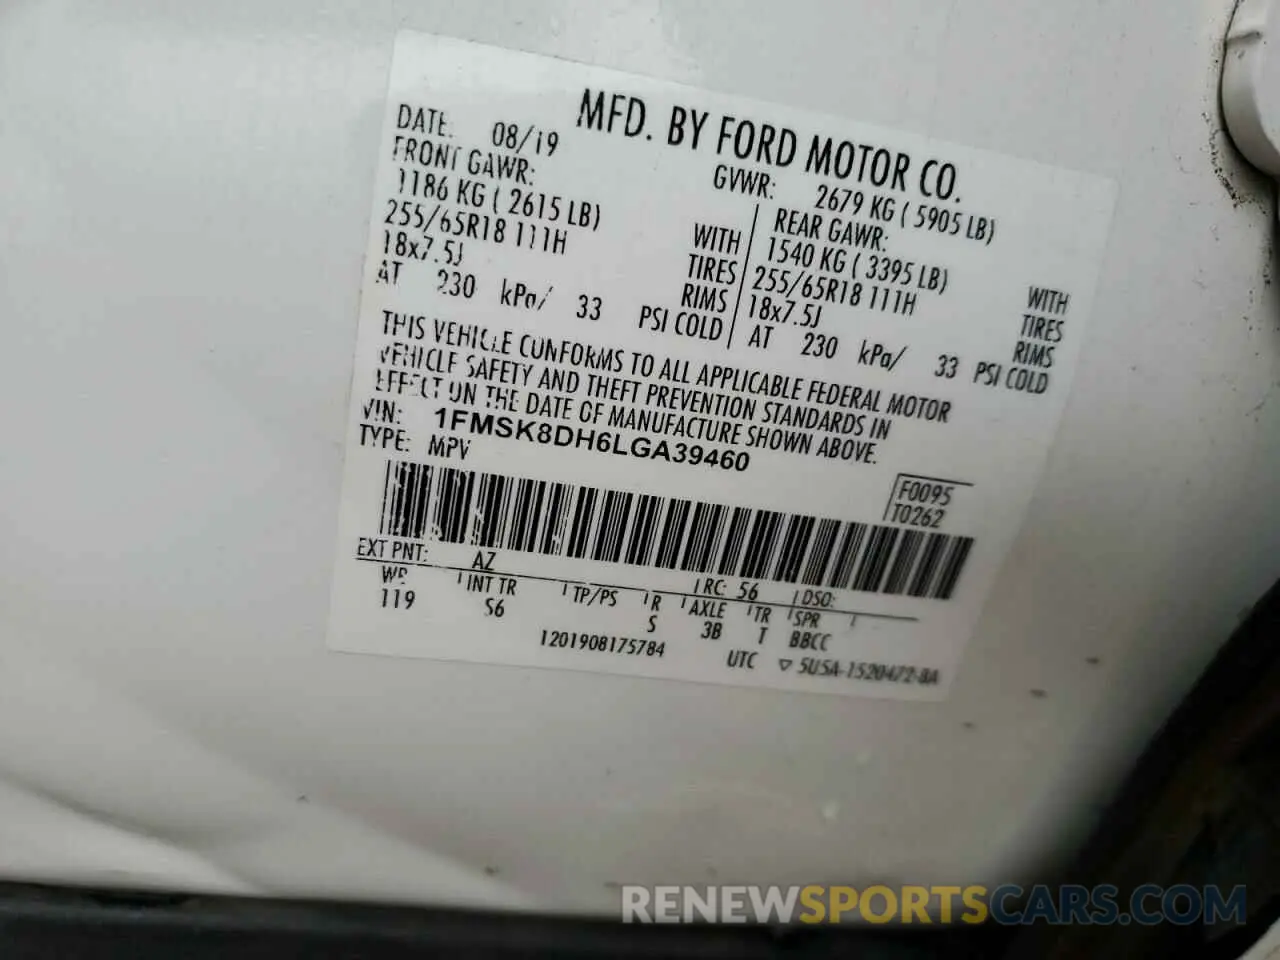 MFD. BY FORD MOTOR CO.
DATE: 08/19
GVWR: 2679 KG ( 5905 LB)
FRONT GAWR:
1186 KG ( 2615 LB) WITH
255/65R18 111H TIRES
18x7.5J RIMS
AT 230 kPa/ 33 PSI COLD
REAR GAWR:
1540 KG ( 3395 LB) WITH
255/65R18 111H TIRES
18x7.5J RIMS
AT 230 kPa/ 33 PSI COLD
THIS VEHICLE CONFORMS TO ALL APPLICABLE FEDERAL MOTOR
VEHICLE SAFETY AND THEFT PREVENTION STANDARDS IN
EFFECT ON THE DATE OF MANUFACTURE SHOWN ABOVE.
VIN: 1FMSK8DH6LGA39460
TYPE: MPV
F0095
T0262
EXT PNT: AZ RC: 56 DSO:
WB INT TR TP/PS R AXLE TR SPR
119 S6 S 3B T BBCC
1201908175784
UTC ▽ 5U5A-1520472-BA
RENEWSPORTSCARS.COM